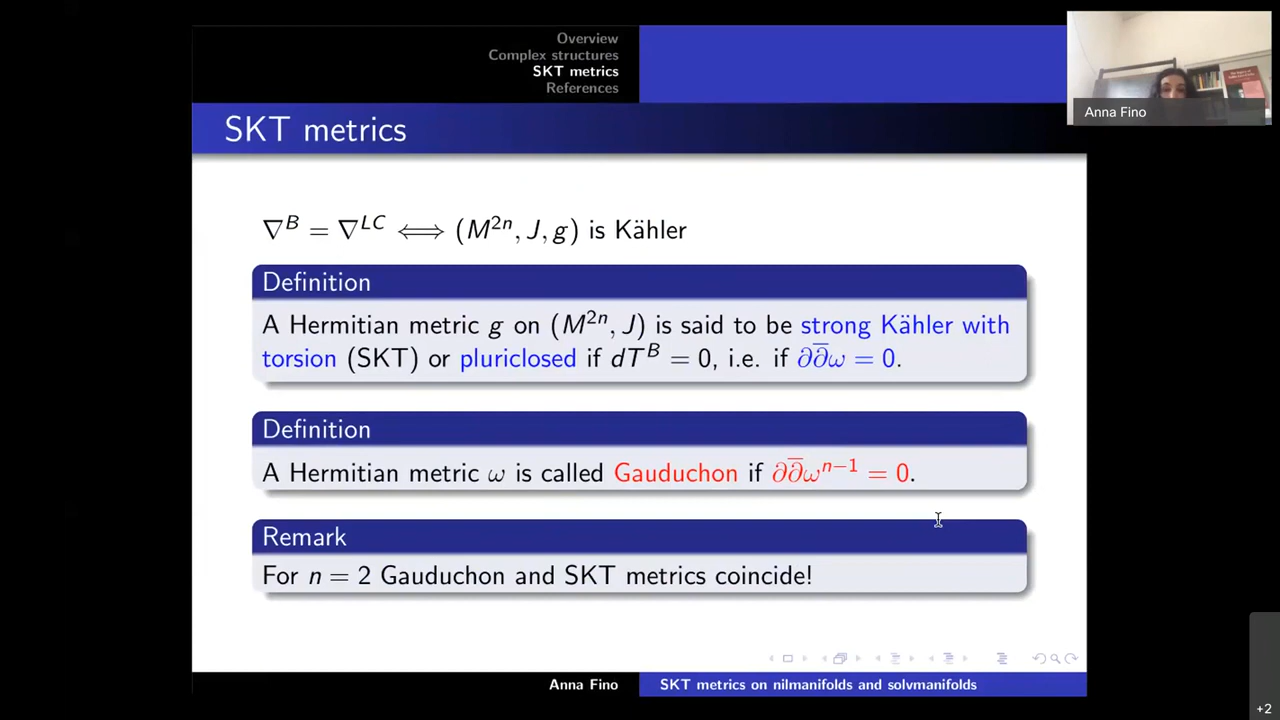 Overview
Complex structures
SKT metrics
References
Anna Fino
SKT metrics
∇^B = ∇^{LC} ⟺ (M^{2n}, J, g) is Kähler
Definition
A Hermitian metric g on (M^{2n}, J) is said to be strong Kähler with
torsion (SKT) or pluriclosed if dT^B = 0, i.e. if ∂∂̅ω = 0.
Definition
A Hermitian metric ω is called Gauduchon if ∂∂̅ω^{n−1} = 0.
Remark
For n = 2 Gauduchon and SKT metrics coincide!
Anna Fino
SKT metrics on nilmanifolds and solvmanifolds
+2